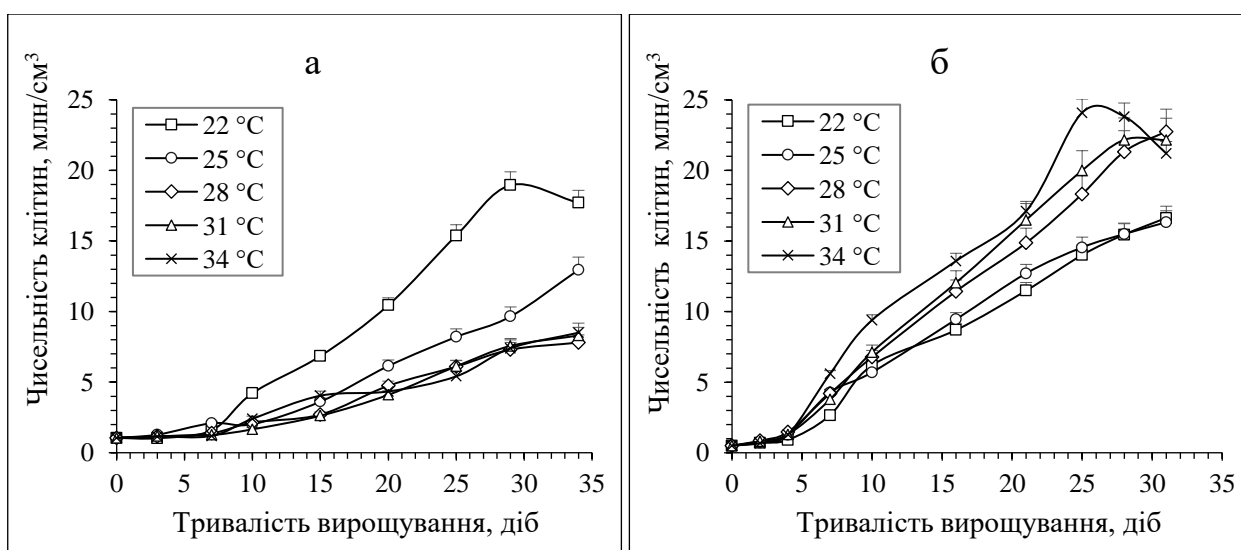 а
Чисельність клітин, млн/см³
25
20
15
10
5
0
22 °C
25 °C
28 °C
31 °C
34 °C
0 5 10 15 20 25 30 35
Тривалість вирощування, діб
б
Чисельність клітин, млн/см³
25
20
15
10
5
0
22 °C
25 °C
28 °C
31 °C
34 °C
0 5 10 15 20 25 30 35
Тривалість вирощування, діб